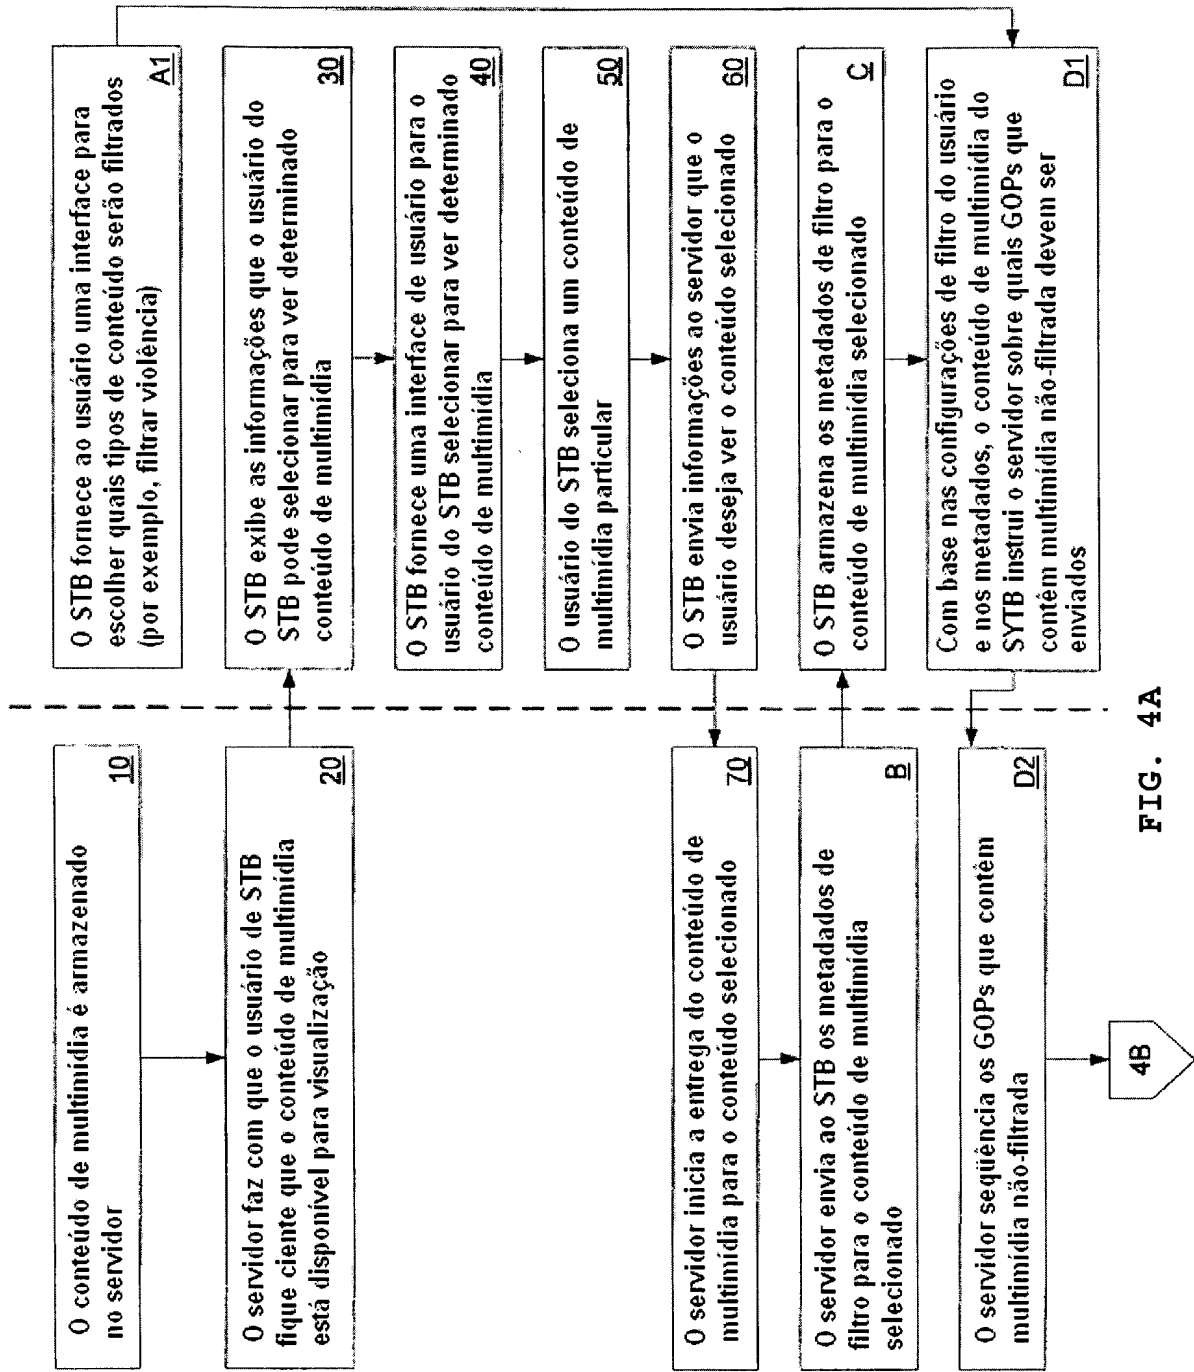 O conteúdo de multimídia é armazenado
no servidor
10
O servidor faz com que o usuário de STB
fique ciente que o conteúdo de multimídia
está disponível para visualização
20
O servidor inicia a entrega do conteúdo de
multimídia para o conteúdo selecionado
70
O servidor envia ao STB os metadados de
filtro para o conteúdo de multimídia
selecionado
B
O servidor seqüência os GOPs que contêm
multimídia não-filtrada
D2
4B
O STB fornece ao usuário uma interface para
escolher quais tipos de conteúdo serão filtrados
(por exemplo, filtrar violência)
A1
O STB exibe as informações que o usuário do
STB pode selecionar para ver determinado
conteúdo de multimídia
30
O STB fornece uma interface de usuário para o
usuário do STB selecionar para ver determinado
conteúdo de multimídia
40
O usuário do STB seleciona um conteúdo de
multimídia particular
50
O STB envia informações ao servidor que o
usuário deseja ver o conteúdo selecionado
60
O STB armazena os metadados de filtro para o
conteúdo de multimídia selecionado
C
Com base nas configurações de filtro do usuário
e nos metadados, o conteúdo de multimídia do
SYTB instrui o servidor sobre quais GOPs que
contêm multimídia não-filtrada devem ser
enviados
D1
FIG. 4A